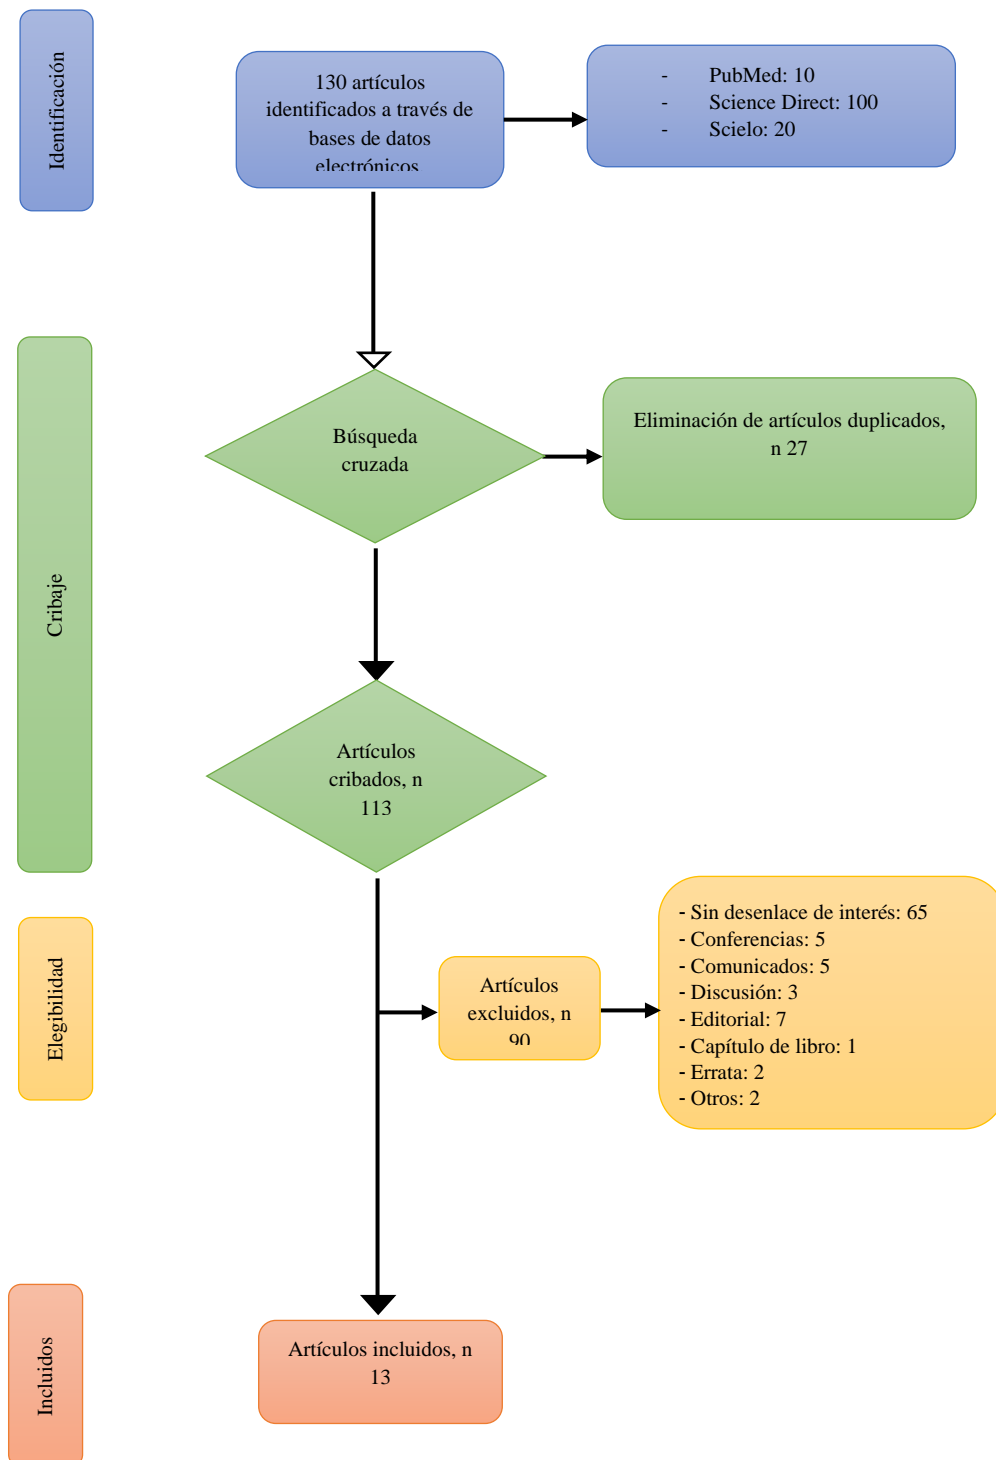 Identificación
130 artículos
identificados a través de
bases de datos
electrónicos
- PubMed: 10
- Science Direct: 100
- Scielo: 20
Cribaje
Búsqueda
cruzada
Eliminación de artículos duplicados,
n 27
Artículos
cribados, n
113
Elegibilidad
Artículos
excluidos, n
90
- Sin desenlace de interés: 65
- Conferencias: 5
- Comunicados: 5
- Discusión: 3
- Editorial: 7
- Capítulo de libro: 1
- Errata: 2
- Otros: 2
Incluidos
Artículos incluidos, n
13